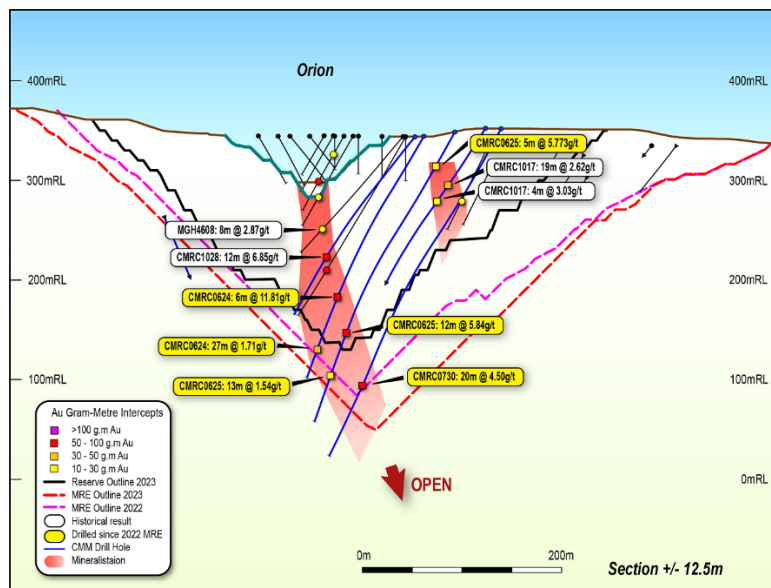 Orion
400mRL
400mRL
CMRC0625: 5m @ 5.773g/t
CMRC1017: 19m @ 2.62g/t
300mRL
300mRL
CMRC1017: 4m @ 3.03g/t
MGH4608: 8m @ 2.87g/t
CMRC1028: 12m @ 6.85g/t
200mRL
200mRL
CMRC0624: 6m @ 11.81g/t
CMRC0625: 12m @ 5.84g/t
CMRC0624: 27m @ 1.71g/t
CMRC0625: 13m @ 1.54g/t
CMRC0730: 20m @ 4.50g/t
100mRL
100mRL
Au Gram-Metre Intercepts
>100 g.m Au
50 - 100 g.m Au
30 - 50 g.m Au
10 - 30 g.m Au
Reserve Outline 2023
MRE Outline 2023
MRE Outline 2022
Historical result
Drilled since 2022 MRE
CMM Drill Hole
Mineralistaion
OPEN
0mRL
0m
200m
Section +/- 12.5m